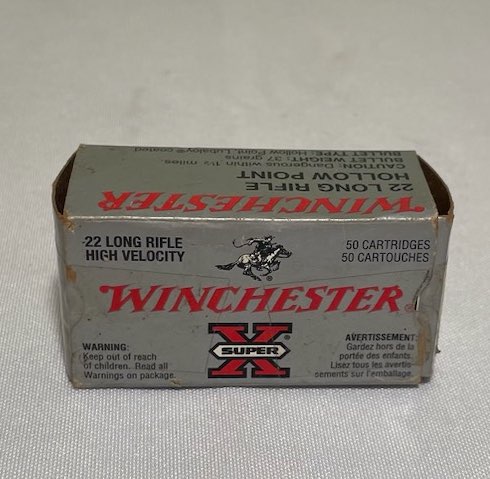 WINCHESTER
22 LONG RIFLE
HOLLOW POINT
BULLET WEIGHT: 37 grains
BULLET TYPE: Hollow Point, Lubaloy® coated
CAUTION: Dangerous within 1½ miles.
22 LONG RIFLE
HIGH VELOCITY
50 CARTRIDGES
50 CARTOUCHES
WINCHESTER
X
SUPER
WARNING:
Keep out of reach
of children. Read all
Warnings on package.
AVERTISSEMENT:
Gardez hors de la
portée des enfants.
Lisez tous les avertis-
sements sur l'emballage.